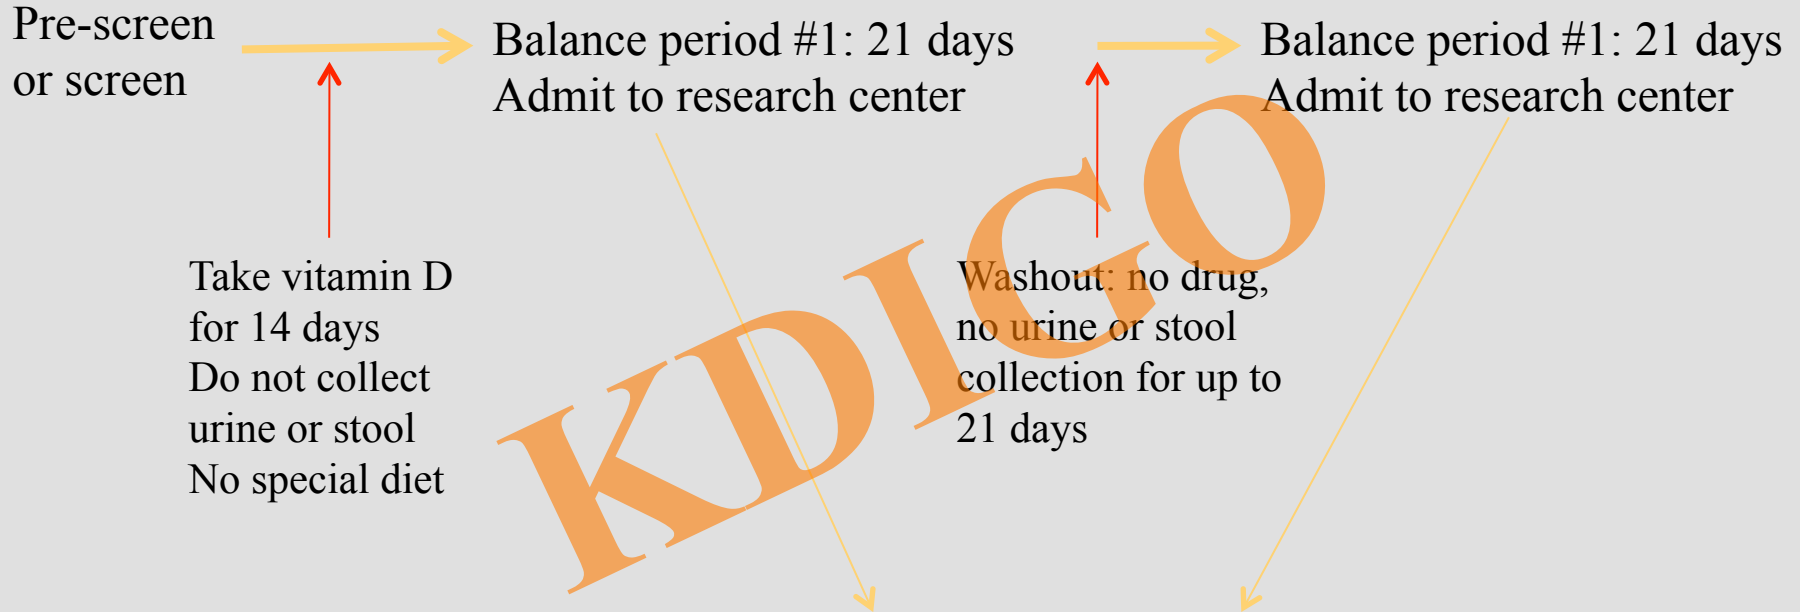 Pre-screen
or screen
Balance period #1: 21 days
Admit to research center
Balance period #1: 21 days
Admit to research center
Take vitamin D
for 14 days
Do not collect
urine or stool
No special diet
Washout: no drug,
no urine or stool
collection for up to
21 days
KDIGO